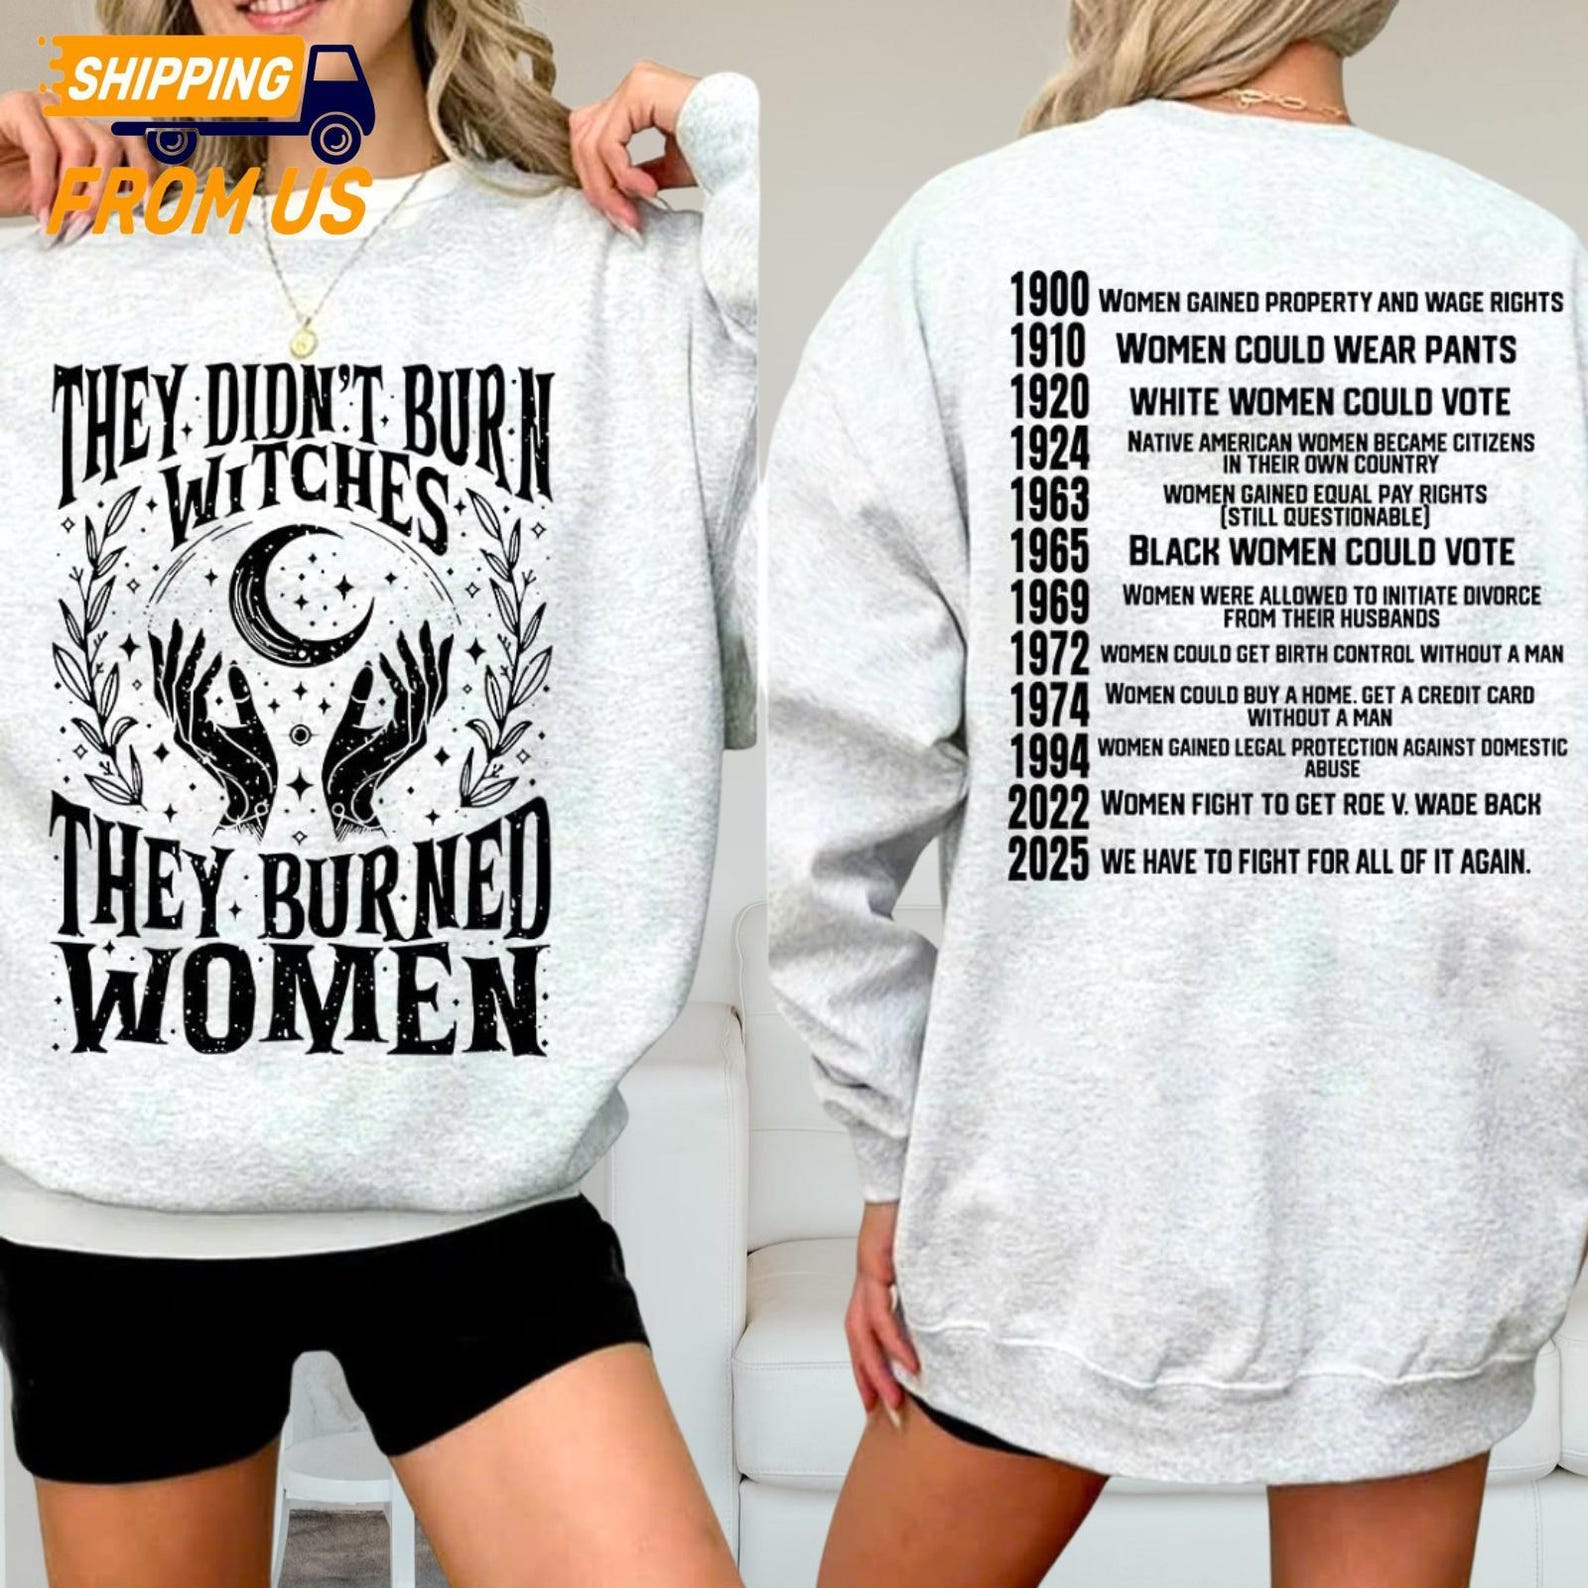 SHIPPING
FROM US
THEY DIDN'T BURN
WITCHES
THEY BURNED
WOMEN
1900 WOMEN GAINED PROPERTY AND WAGE RIGHTS
1910 WOMEN COULD WEAR PANTS
1920 WHITE WOMEN COULD VOTE
1924 NATIVE AMERICAN WOMEN BECAME CITIZENS
IN THEIR OWN COUNTRY
1963 WOMEN GAINED EQUAL PAY RIGHTS
(STILL QUESTIONABLE)
1965 BLACK WOMEN COULD VOTE
1969 WOMEN WERE ALLOWED TO INITIATE DIVORCE
FROM THEIR HUSBANDS
1972 WOMEN COULD GET BIRTH CONTROL WITHOUT A MAN
1974 WOMEN COULD BUY A HOME. GET A CREDIT CARD
WITHOUT A MAN
1994 WOMEN GAINED LEGAL PROTECTION AGAINST DOMESTIC
ABUSE
2022 WOMEN FIGHT TO GET ROE V. WADE BACK
2025 WE HAVE TO FIGHT FOR ALL OF IT AGAIN.